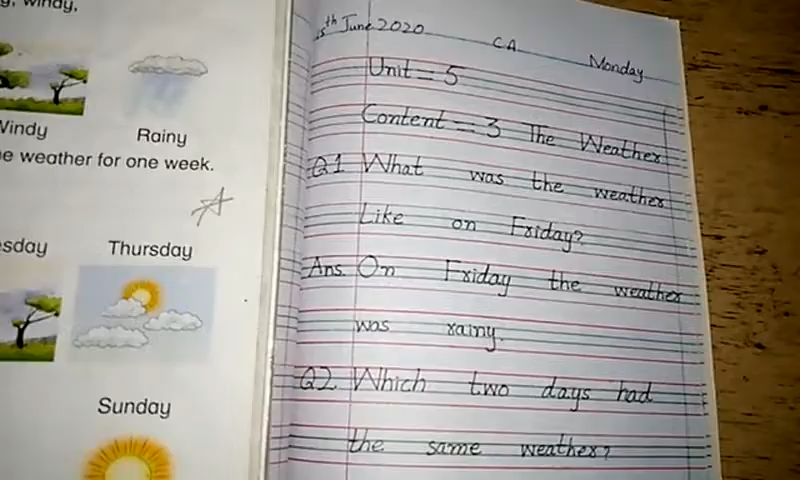 windy,
Windy
Rainy
e weather for one week.
sday
Thursday
Sunday
15th June 2020 CA Monday
Unit = 5
Content = 3 The Weather
Q1 What was the weather
Like on Friday?
Ans. On Friday the weather
was rainy.
Q2. Which two days had
the same weather?